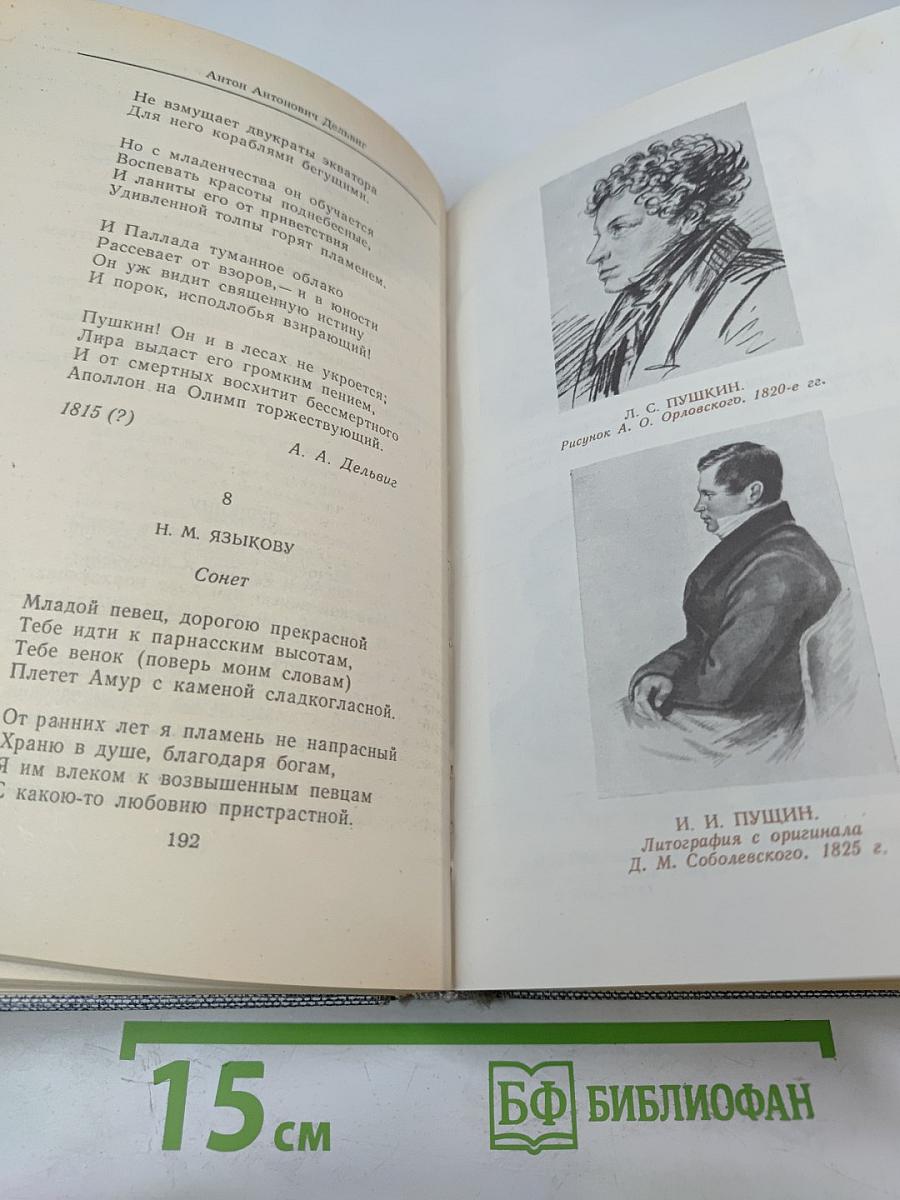 Антон Антонович Дельвиг
Не взмущает двукраты экватора
Для него кораблями бегущими.
Но с младенчества он обучается
Воспевать красоты поднебесные,
И ланиты его от приветствия
Удивленной толпы горят пламенем.
И Паллада туманное облако
Рассевает от взоров,— и в юности
Он уж видит священную истину
И порок, исподлобья взирающий!
Пушкин! Он и в лесах не укроется;
Лира выдаст его громким пением,
И от смертных восхитит бессмертного
Аполлон на Олимп торжествующий.
1815 (?)
А. А. Дельвиг
8
Н. М. ЯЗЫКОВУ
Сонет
Младой певец, дорогою прекрасной
Тебе идти к парнасским высотам,
Тебе венок (поверь моим словам)
Плетет Амур с каменой сладкогласной.
От ранних лет я пламень не напрасный
Храню в душе, благодаря богам,
Я им влеком к возвышенным певцам
С какою-то любовию пристрастной.
192
Л. С. ПУШКИН.
Рисунок А. О. Орловского. 1820-е гг.
И. И. ПУЩИН.
Литография с оригинала
Д. М. Соболевского. 1825 г.
15 см
БФ БИБЛИОФАН